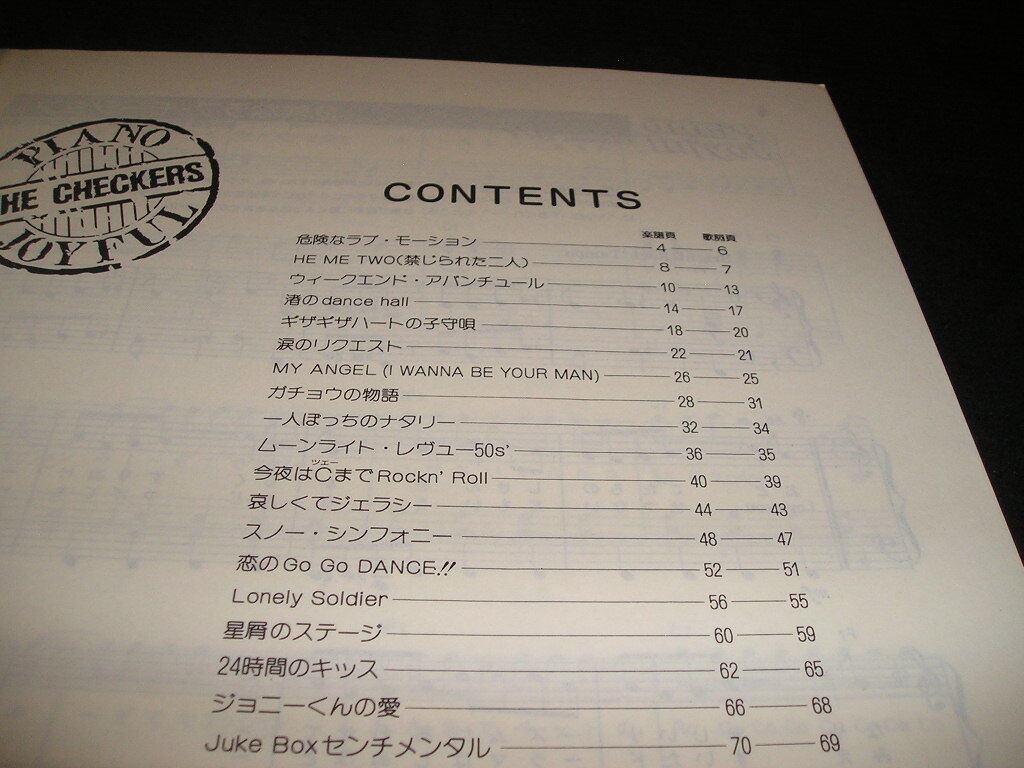 PIANO
HE CHECKERS
JOYFUL
CONTENTS
楽譜頁 歌詞頁
危険なラブ・モーション 4 6
HE ME TWO(禁じられた二人) 8 7
ウィークエンド・アバンチュール 10 13
渚のdance hall 14 17
ギザギザハートの子守唄 18 20
涙のリクエスト 22 21
MY ANGEL (I WANNA BE YOUR MAN) 26 25
ガチョウの物語 28 31
一人ぼっちのナタリー 32 34
ムーンライト・レヴュー50s' 36 35
ツェー
今夜はCまでRockn' Roll 40 39
哀しくてジェラシー 44 43
スノー・シンフォニー 48 47
恋のGo Go DANCE!! 52 51
Lonely Soldier 56 55
星屑のステージ 60 59
24時間のキッス 62 65
ジョニーくんの愛 66 68
Juke Boxセンチメンタル 70 69